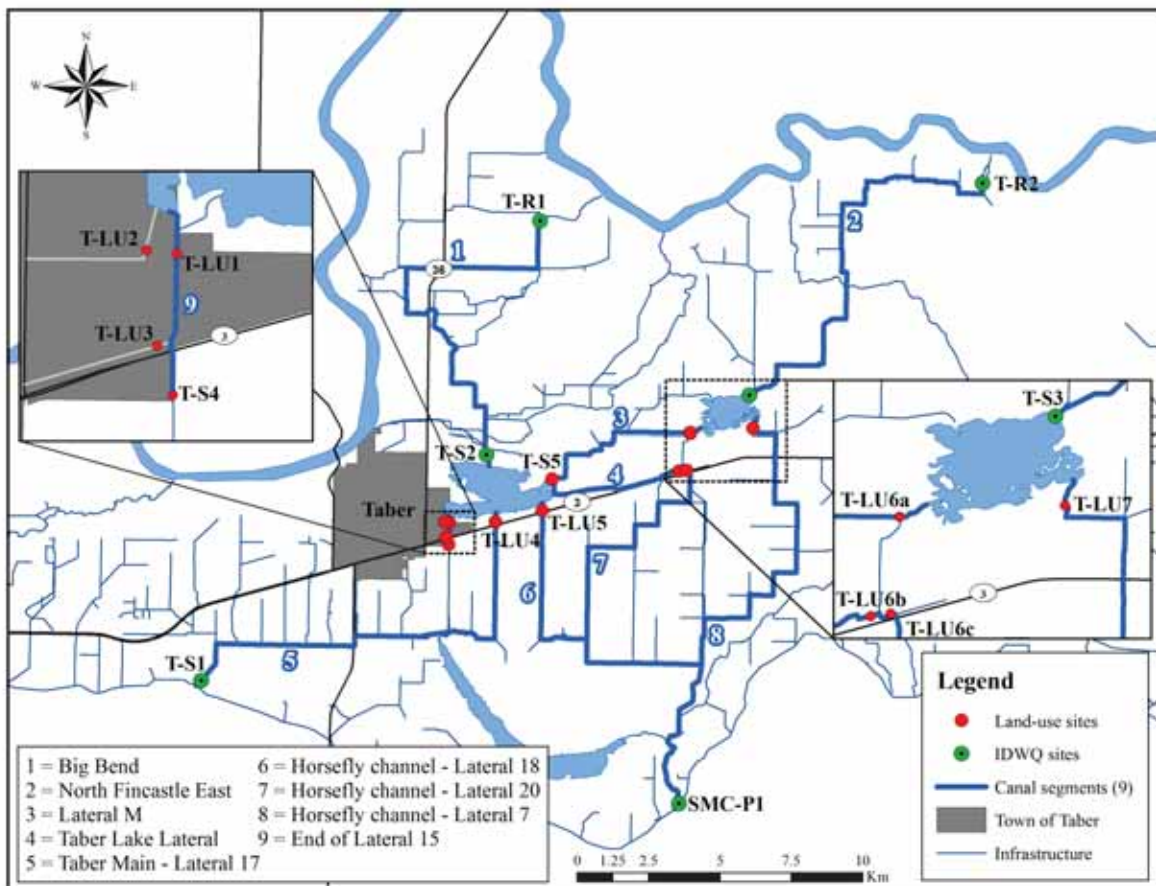 N
W E
S
T-R1
T-R2
1
2
36
T-LU2
T-LU1
9
T-LU3
3
T-S4
T-S2
3
T-S5
4
T-S3
Taber
3
T-LU5
T-LU4
T-LU6a
T-LU7
7
6
T-LU6b
3
T-LU6c
8
T-S1
5
SMC-P1
Legend
Land-use sites
IDWQ sites
Canal segments (9)
Town of Taber
Infrastructure
1 = Big Bend
2 = North Fincastle East
3 = Lateral M
4 = Taber Lake Lateral
5 = Taber Main - Lateral 17
6 = Horsefly channel - Lateral 18
7 = Horsefly channel - Lateral 20
8 = Horsefly channel - Lateral 7
9 = End of Lateral 15
0 1.25 2.5 5 7.5 10
Km